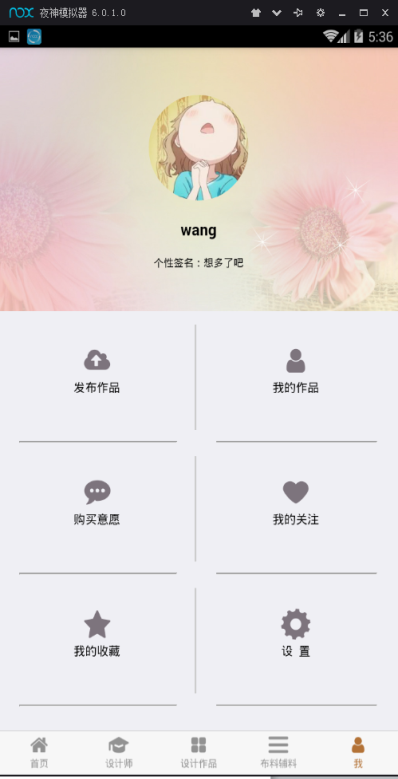 nox 夜神模拟器 6.0.1.0
5:36
wang
个性签名：想多了吧
发布作品 我的作品
购买意愿 我的关注
我的收藏 设 置
首页 设计师 设计作品 布料辅料 我